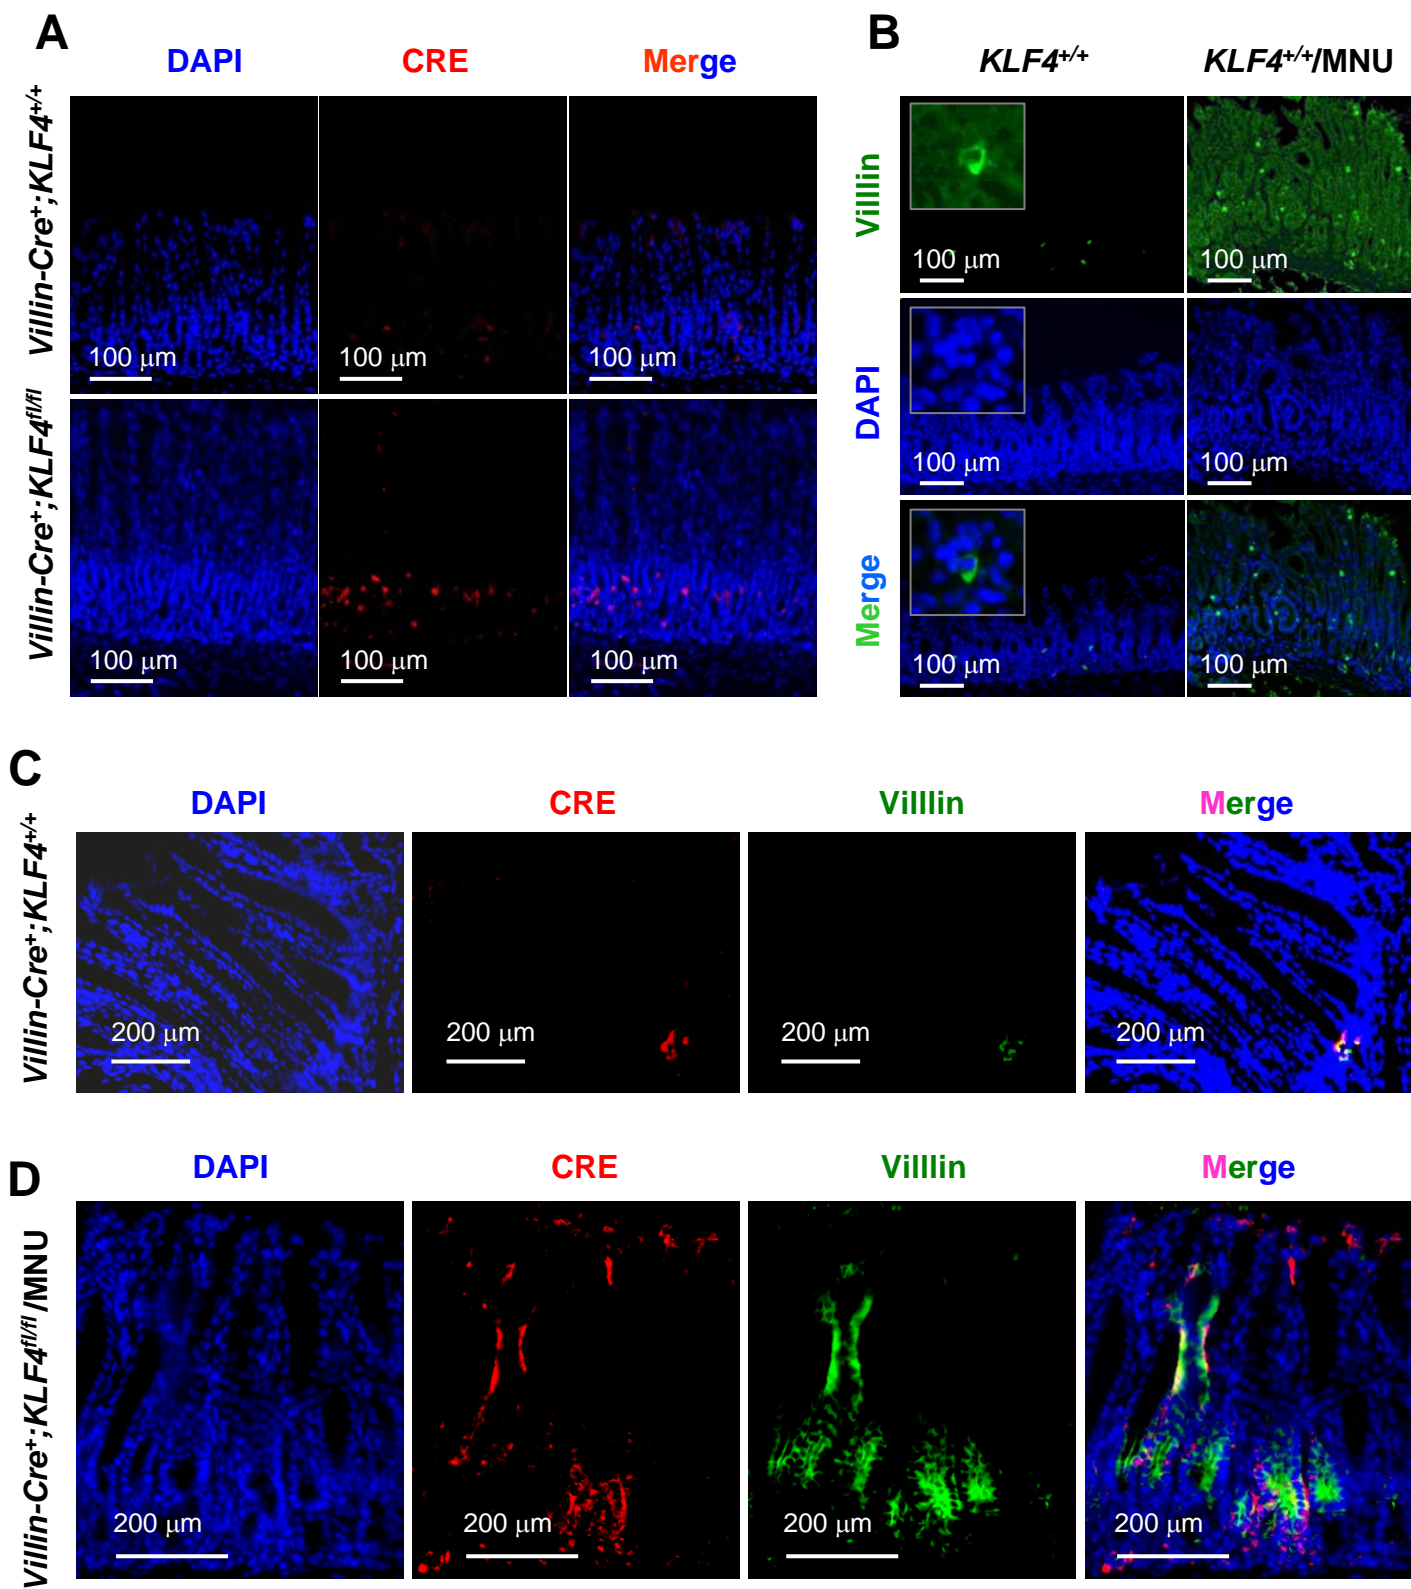 A
DAPI CRE Merge
Villin-Cre⁺;KLF4⁺/⁺
100 μm 100 μm 100 μm
Villin-Cre⁺;KLF4ᶠˡ/ᶠˡ
100 μm 100 μm 100 μm
B
KLF4⁺/⁺ KLF4⁺/⁺/MNU
Villlin
100 μm 100 μm
DAPI
100 μm 100 μm
Merge
100 μm 100 μm
C
DAPI CRE Villlin Merge
Villin-Cre⁺;KLF4⁺/⁺
200 μm 200 μm 200 μm 200 μm
D
DAPI CRE Villlin Merge
Villin-Cre⁺;KLF4ᶠˡ/ᶠˡ /MNU
200 μm 200 μm 200 μm 200 μm